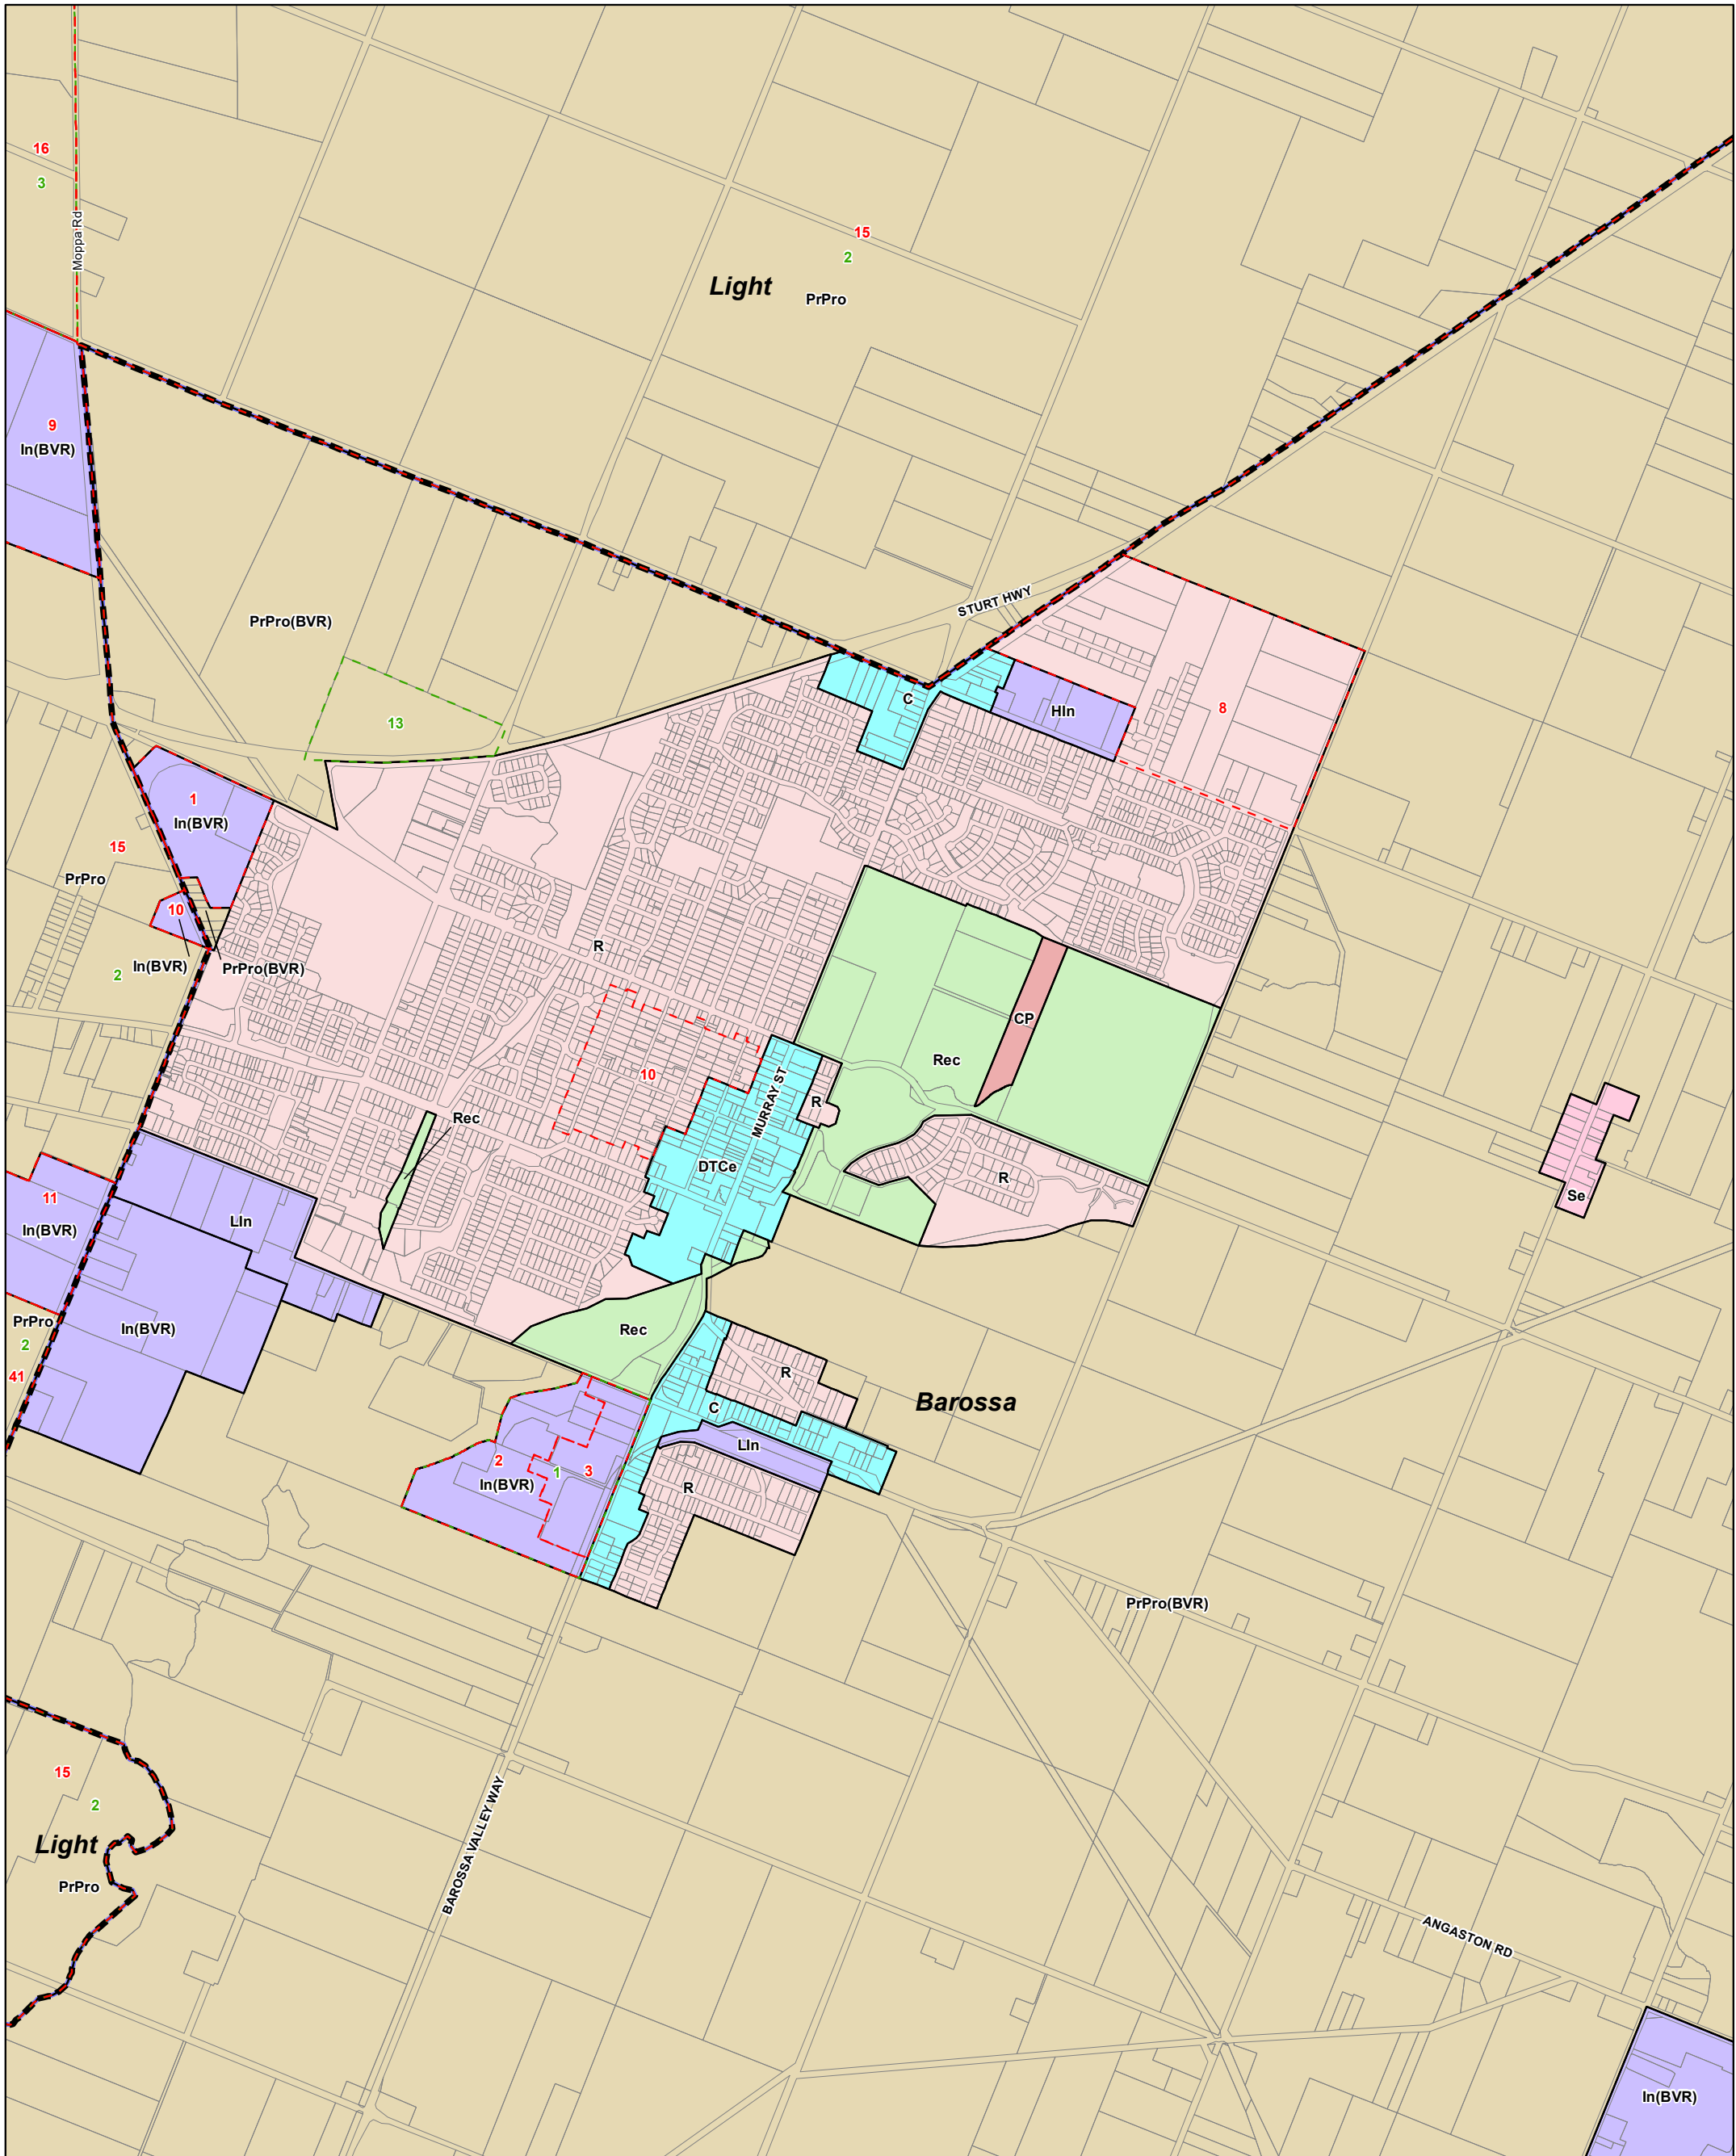 16
3
Moppa Rd
15
2
Light
PrPro
9
In(BVR)
STURT HWY
PrPro(BVR)
C
HIn
8
13
1
In(BVR)
15
PrPro
10
R
In(BVR)
PrPro(BVR)
2
CP
Rec
10
MURRAY ST
R
Rec
DTCe
R
Se
11
In(BVR)
LIn
PrPro
2
In(BVR)
Rec
41
R
Barossa
C
LIn
2
1
3
In(BVR)
R
PrPro(BVR)
15
2
Light
PrPro
BAROSSA VALLEY WAY
ANGASTON RD
In(BVR)